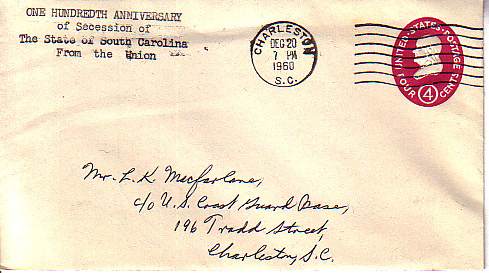 ONE HUNDREDTH ANNIVERSARY
of Secession of
The State of South Carolina
From the Union
CHARLESTON
DEC 20
7 PM
1960
S.C.
UNITED·STATES·POSTAGE
FOUR 4 CENTS
Mr. L. K. Macfarlane,
c/o U.S. Coast Guard Base,
196 Tradd Street,
Charleston, S.C.